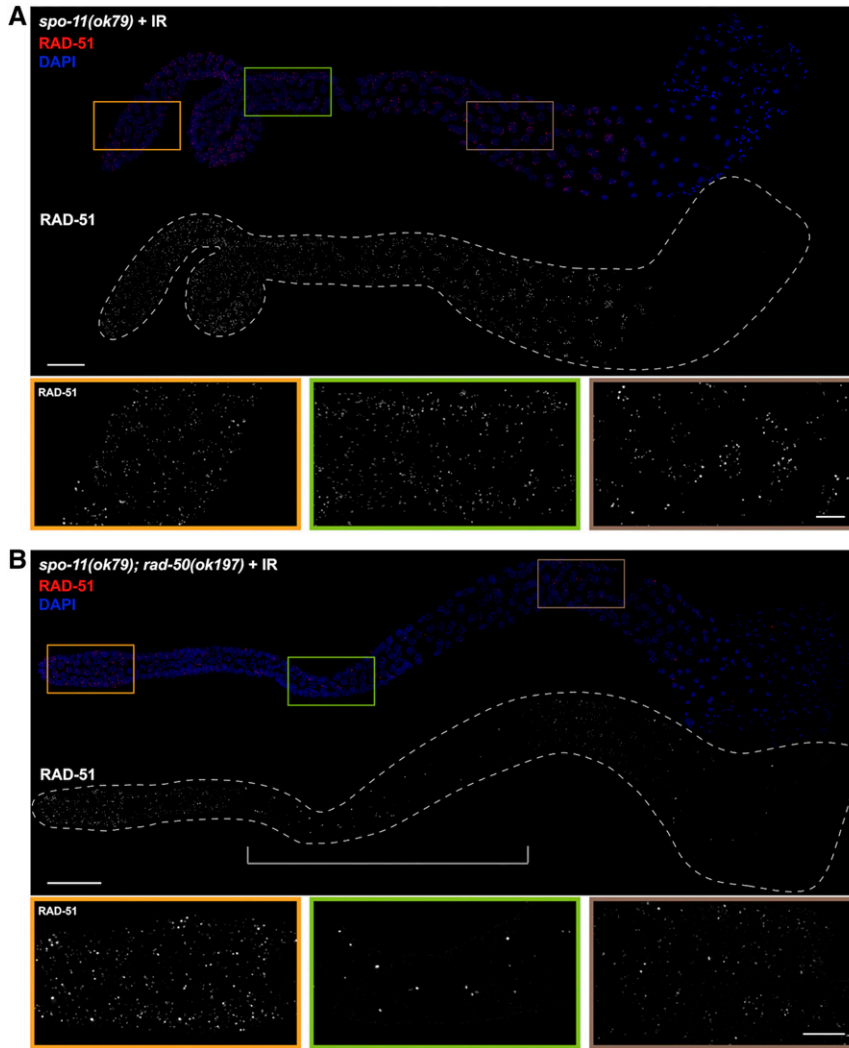 A
spo-11(ok79) + IR
RAD-51
DAPI
RAD-51
RAD-51
B
spo-11(ok79); rad-50(ok197) + IR
RAD-51
DAPI
RAD-51
RAD-51